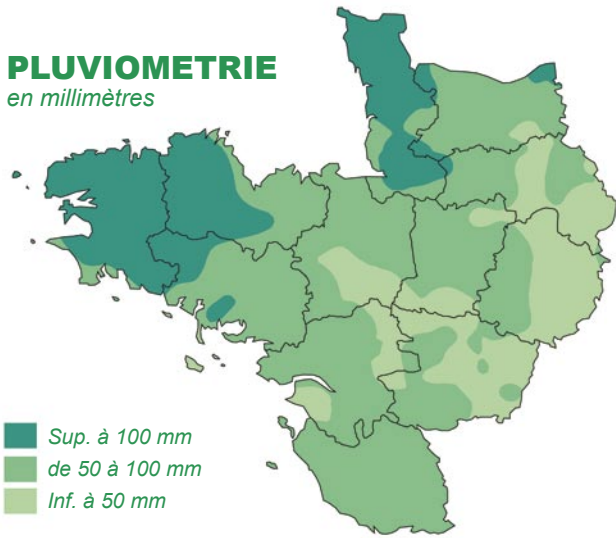 PLUVIOMETRIE
en millimètres
Sup. à 100 mm
de 50 à 100 mm
Inf. à 50 mm